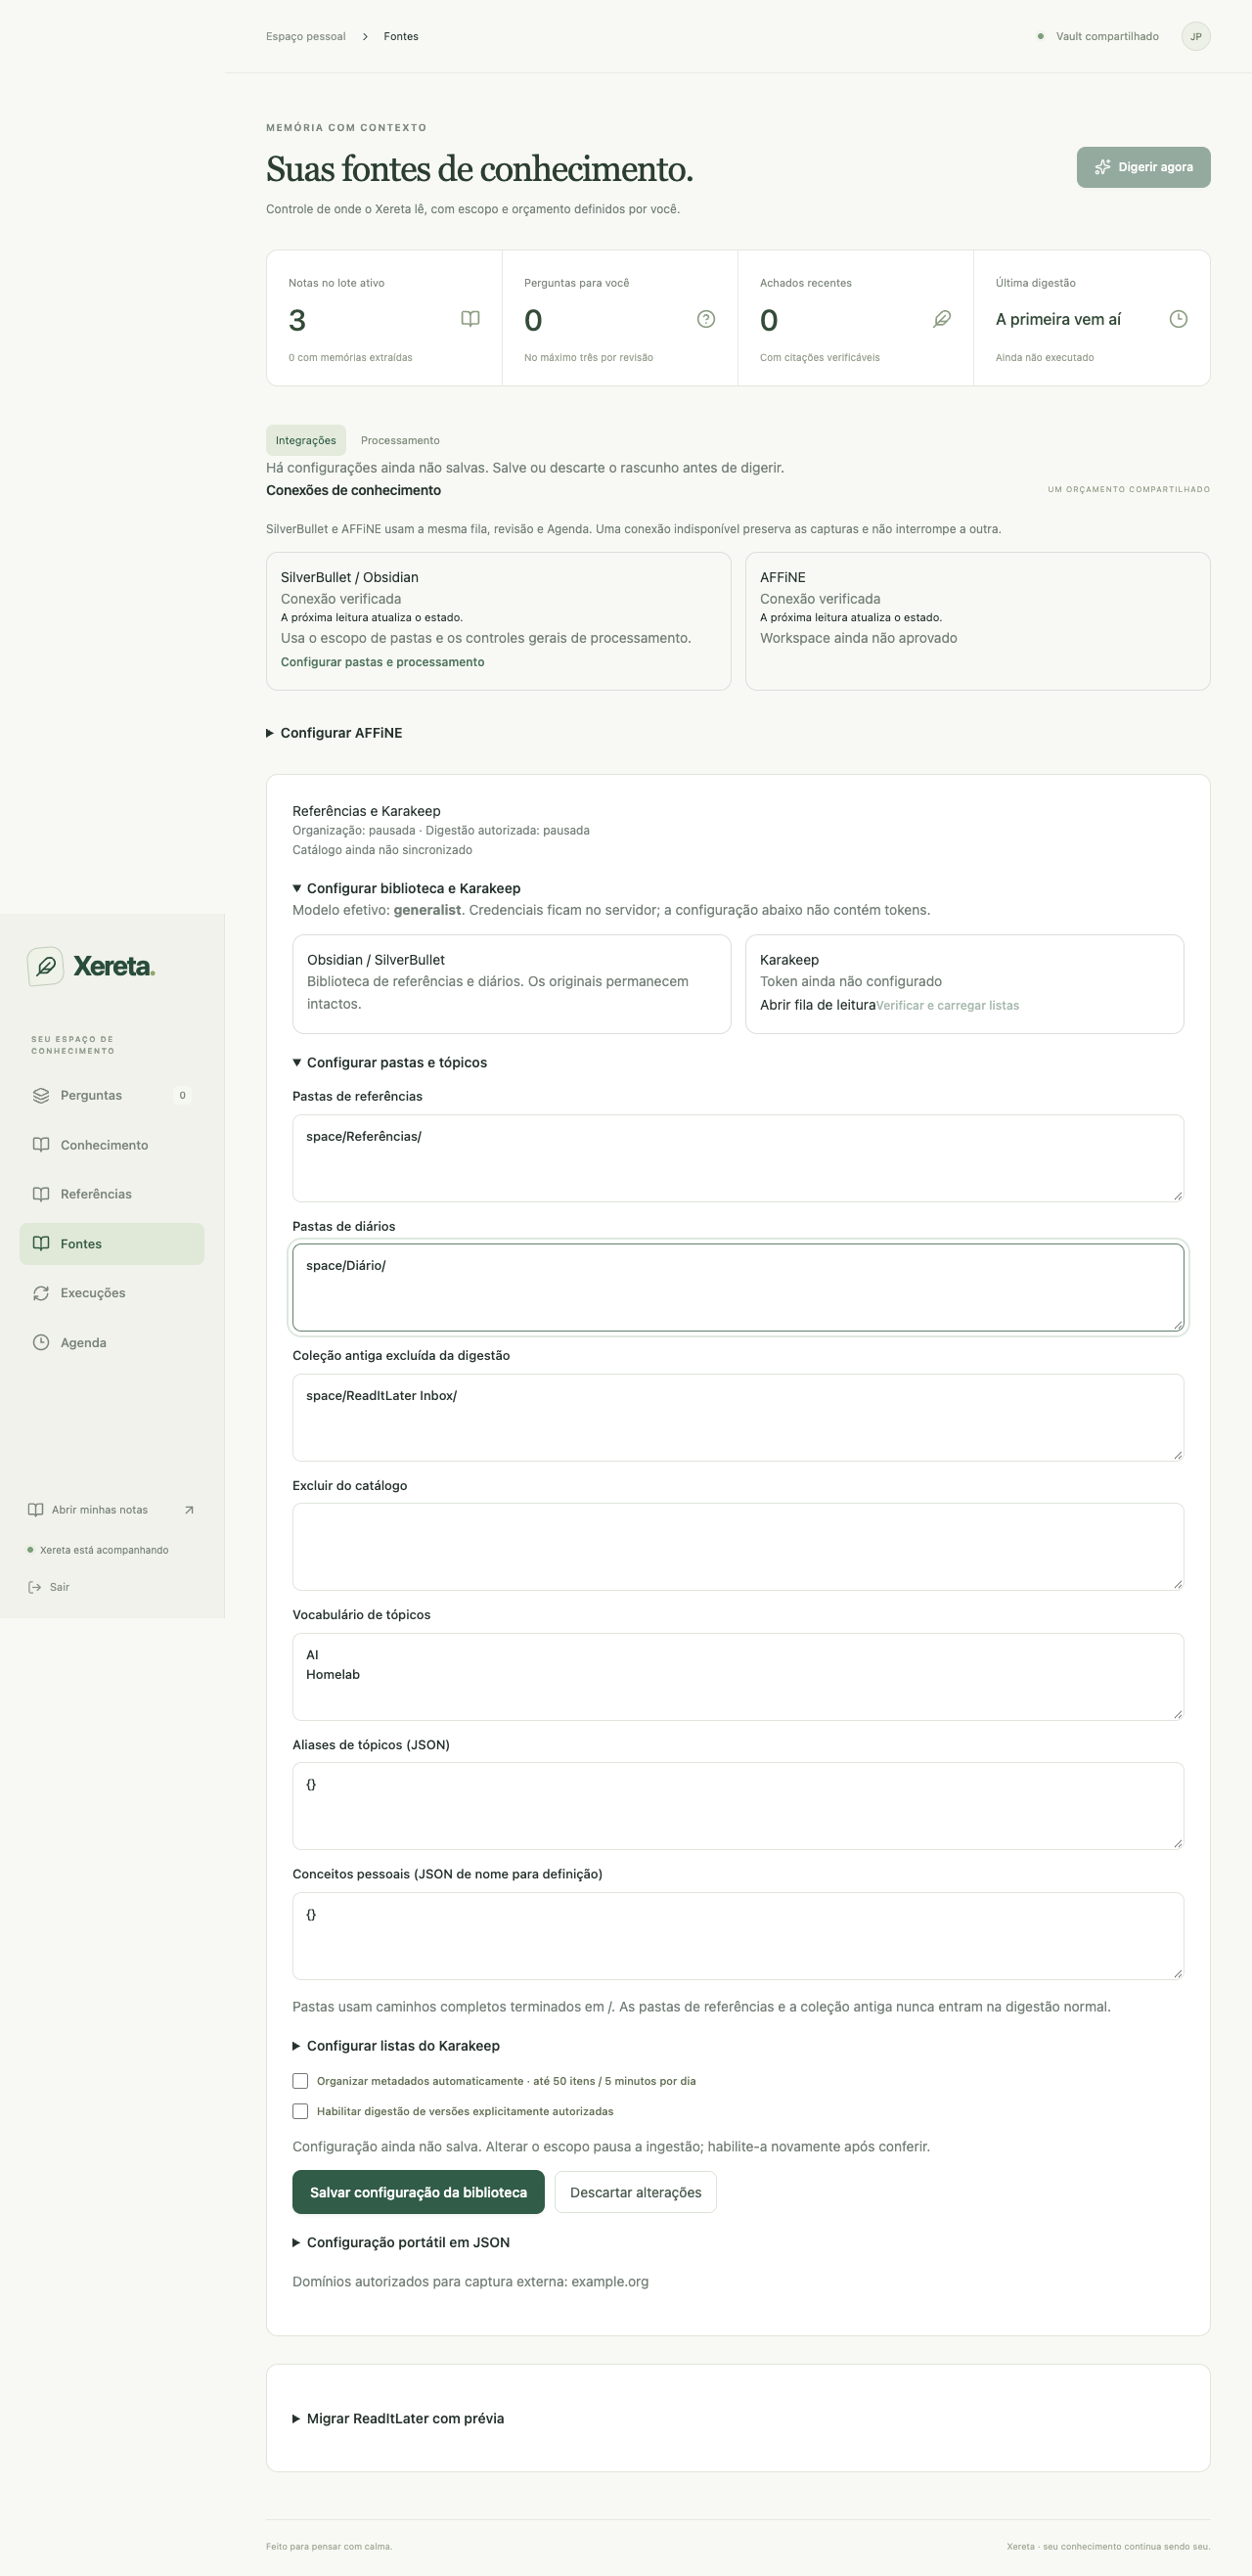 Espaço pessoal > Fontes
Vault compartilhado
JP
MEMÓRIA COM CONTEXTO
Suas fontes de conhecimento.
Digerir agora
Controle de onde o Xereta lê, com escopo e orçamento definidos por você.
Notas no lote ativo
3
0 com memórias extraídas
Perguntas para você
0
No máximo três por revisão
Achados recentes
0
Com citações verificáveis
Última digestão
A primeira vem aí
Ainda não executado
Integrações
Processamento
Há configurações ainda não salvas. Salve ou descarte o rascunho antes de digerir.
Conexões de conhecimento
UM ORÇAMENTO COMPARTILHADO
SilverBullet e AFFiNE usam a mesma fila, revisão e Agenda. Uma conexão indisponível preserva as capturas e não interrompe a outra.
SilverBullet / Obsidian
Conexão verificada
A próxima leitura atualiza o estado.
Usa o escopo de pastas e os controles gerais de processamento.
Configurar pastas e processamento
AFFiNE
Conexão verificada
A próxima leitura atualiza o estado.
Workspace ainda não aprovado
Configurar AFFiNE
Referências e Karakeep
Organização: pausada · Digestão autorizada: pausada
Catálogo ainda não sincronizado
Configurar biblioteca e Karakeep
Modelo efetivo: generalist. Credenciais ficam no servidor; a configuração abaixo não contém tokens.
Obsidian / SilverBullet
Biblioteca de referências e diários. Os originais permanecem
intactos.
Karakeep
Token ainda não configurado
Abrir fila de leituraVerificar e carregar listas
Configurar pastas e tópicos
Pastas de referências
space/Referências/
Pastas de diários
space/Diário/
Coleção antiga excluída da digestão
space/ReadItLater Inbox/
Excluir do catálogo
Vocabulário de tópicos
AI
Homelab
Aliases de tópicos (JSON)
{}
Conceitos pessoais (JSON de nome para definição)
{}
Pastas usam caminhos completos terminados em /. As pastas de referências e a coleção antiga nunca entram na digestão normal.
Configurar listas do Karakeep
Organizar metadados automaticamente · até 50 itens / 5 minutos por dia
Habilitar digestão de versões explicitamente autorizadas
Configuração ainda não salva. Alterar o escopo pausa a ingestão; habilite-a novamente após conferir.
Salvar configuração da biblioteca
Descartar alterações
Configuração portátil em JSON
Domínios autorizados para captura externa: example.org
Migrar ReadItLater com prévia
Feito para pensar com calma.
Xereta · seu conhecimento continua sendo seu.
Xereta.
SEU ESPAÇO DE
CONHECIMENTO
Perguntas
0
Conhecimento
Referências
Fontes
Execuções
Agenda
Abrir minhas notas
Xereta está acompanhando
Sair